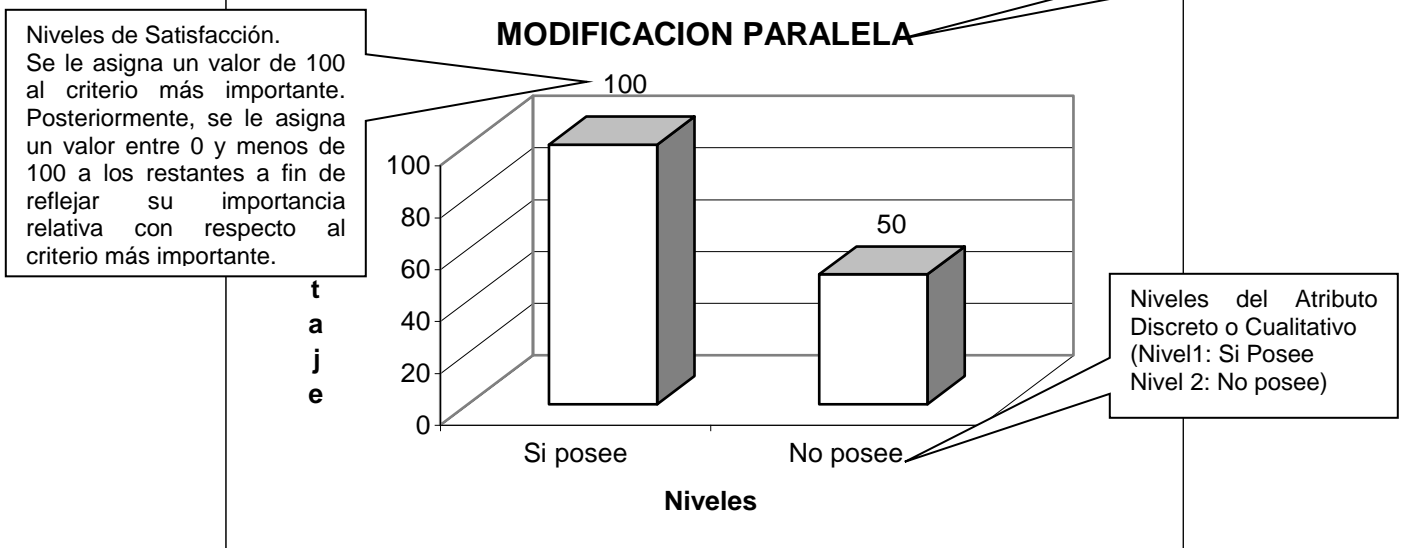 Niveles de Satisfacción.
Se le asigna un valor de 100
al criterio más importante.
Posteriormente, se le asigna
un valor entre 0 y menos de
100 a los restantes a fin de
reflejar su importancia
relativa con respecto al
criterio más importante.
MODIFICACION PARALELA
100
50
100
80
60
40
20
0
t
a
j
e
Si posee
No posee
Niveles
Niveles del Atributo
Discreto o Cualitativo
(Nivel1: Si Posee
Nivel 2: No posee)